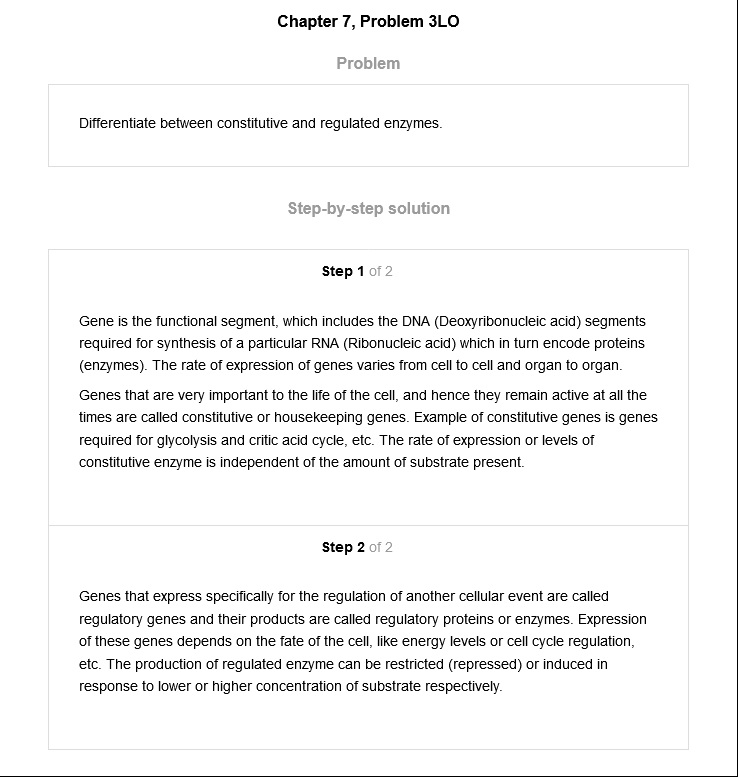 Chapter 7, Problem 3LO
Problem
Differentiate between constitutive and regulated enzymes.
Step-by-step solution
Step 1 of 2
Gene is the functional segment, which includes the DNA (Deoxyribonucleic acid) segments
required for synthesis of a particular RNA (Ribonucleic acid) which in turn encode proteins
(enzymes). The rate of expression of genes varies from cell to cell and organ to organ.
Genes that are very important to the life of the cell, and hence they remain active at all the
times are called constitutive or housekeeping genes. Example of constitutive genes is genes
required for glycolysis and critic acid cycle, etc. The rate of expression or levels of
constitutive enzyme is independent of the amount of substrate present.
Step 2 of 2
Genes that express specifically for the regulation of another cellular event are called
regulatory genes and their products are called regulatory proteins or enzymes. Expression
of these genes depends on the fate of the cell, like energy levels or cell cycle regulation,
etc. The production of regulated enzyme can be restricted (repressed) or induced in
response to lower or higher concentration of substrate respectively.